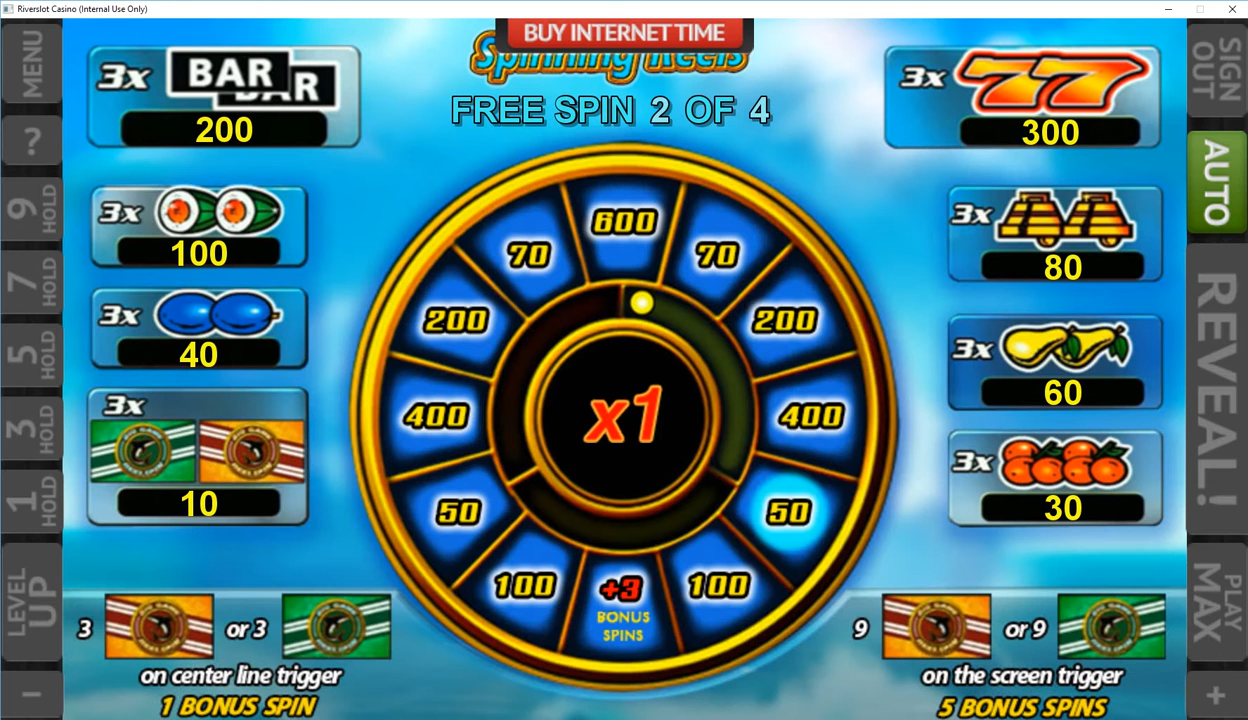 Riverslot Casino (Internal Use Only)
BUY INTERNET TIME
Spinning Reels
FREE SPIN 2 OF 4
MENU
?
9 HOLD
7 HOLD
5 HOLD
3 HOLD
1 HOLD
LEVEL UP
−
3x
BAR
BAR
200
3x
100
3x
40
3x
10
3x
77
300
3x
80
3x
60
3x
30
600
70
70
200
200
400
400
50
50
100
100
+3
BONUS
SPINS
x1
3 or 3
on center line trigger
1 BONUS SPIN
9 or 9
on the screen trigger
5 BONUS SPINS
SIGN OUT
AUTO
REVEAL!
PLAY MAX
+